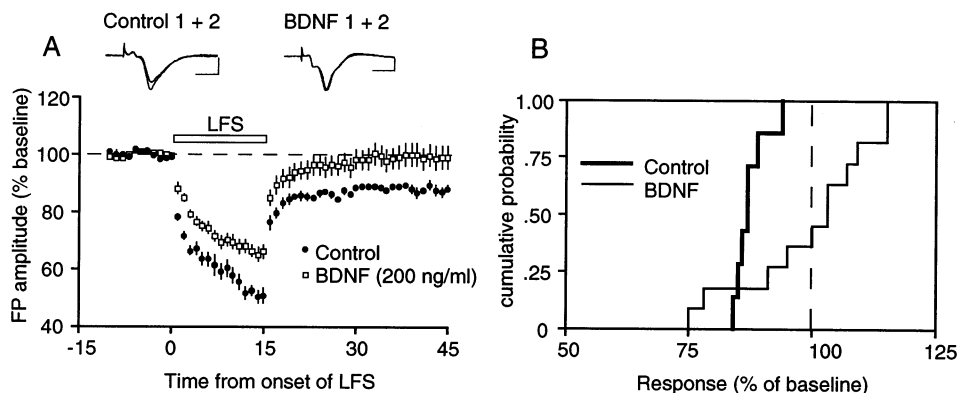 Control 1 + 2
BDNF 1 + 2
A
FP amplitude (% baseline)
120
100
80
60
40
LFS
Control
BDNF (200 ng/ml)
-15
0
15
30
45
Time from onset of LFS
B
cumulative probability
1.00
.75
.50
.25
0
Control
BDNF
50
75
100
125
Response (% of baseline)